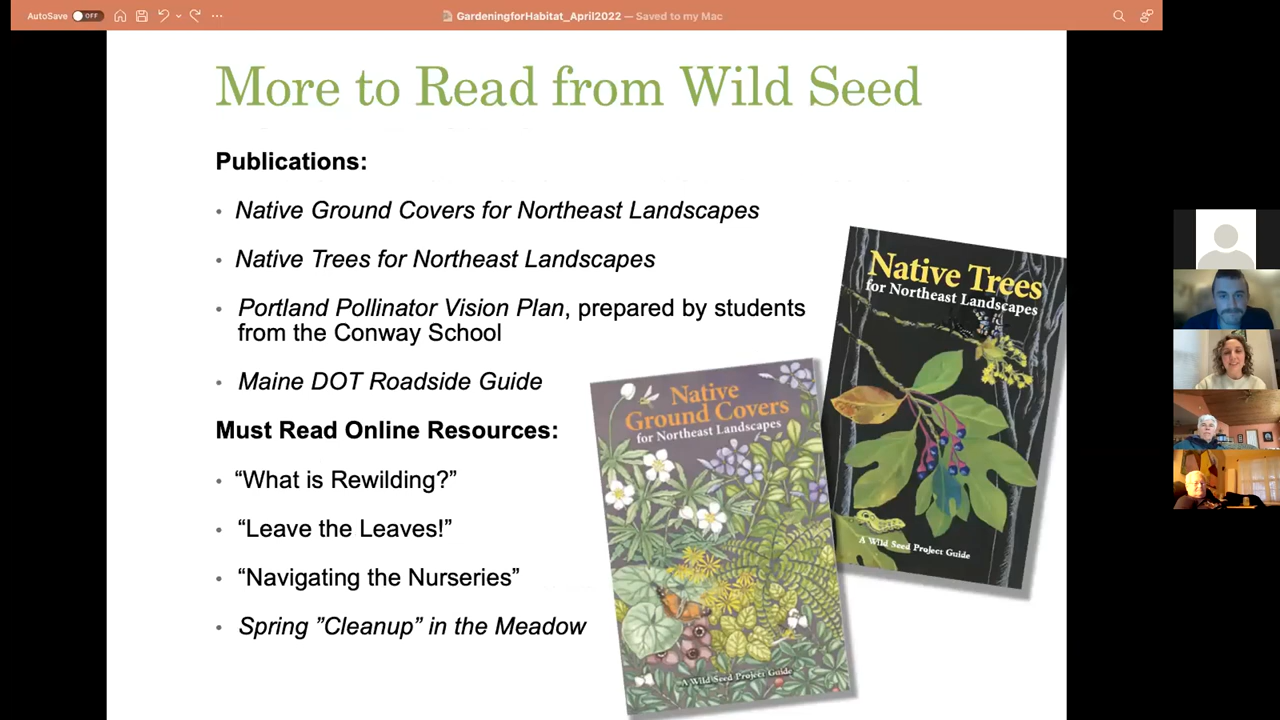 AutoSave OFF
GardeningforHabitat_April2022 — Saved to my Mac
More to Read from Wild Seed
Publications:
• Native Ground Covers for Northeast Landscapes
• Native Trees for Northeast Landscapes
• Portland Pollinator Vision Plan, prepared by students
from the Conway School
• Maine DOT Roadside Guide
Must Read Online Resources:
• “What is Rewilding?”
• “Leave the Leaves!”
• “Navigating the Nurseries”
• Spring ”Cleanup” in the Meadow
Native
Ground Covers
for Northeast Landscapes
A Wild Seed Project Guide
Native Trees
for Northeast Landscapes
A Wild Seed Project Guide